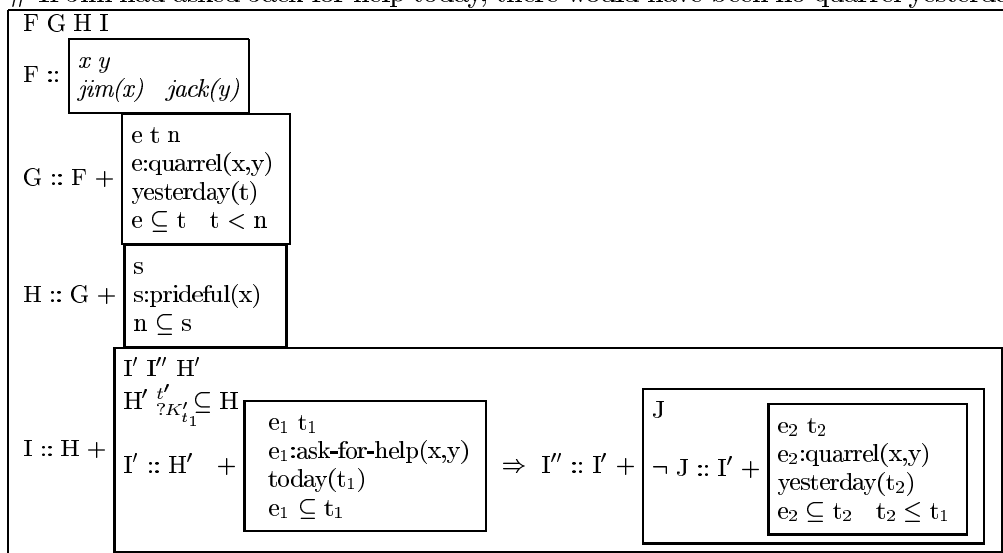 # If Jim had asked Jack for help today, there would have been no quarrel yesterda
F G H I
F :: x y
jim(x) jack(y)
G :: F +
e t n
e:quarrel(x,y)
yesterday(t)
e ⊆ t t < n
H :: G +
s
s:prideful(x)
n ⊆ s
I :: H +
I′ I″ H′
H′ t′ ?K′t₁ ⊆ H
I′ :: H′ +
e₁ t₁
e₁:ask-for-help(x,y)
today(t₁)
e₁ ⊆ t₁
⇒ I″ :: I′ +
J
¬ J :: I′ +
e₂ t₂
e₂:quarrel(x,y)
yesterday(t₂)
e₂ ⊆ t₂ t₂ ≤ t₁